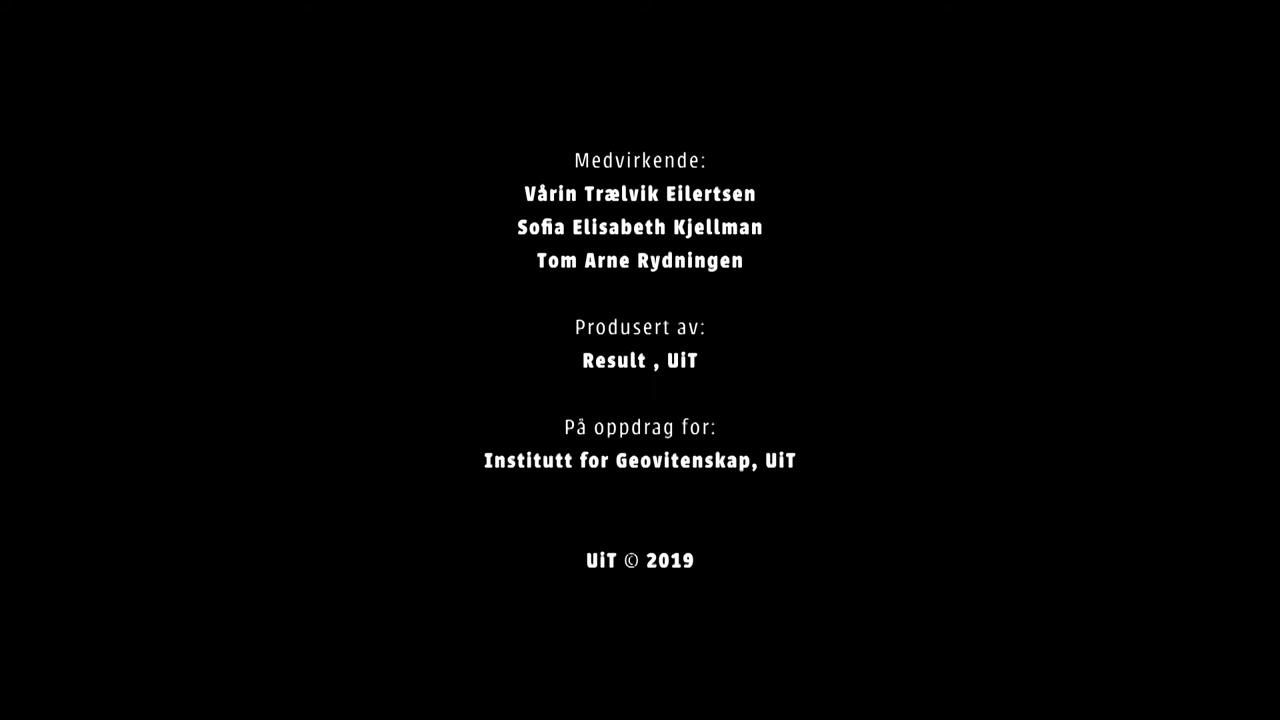 Medvirkende:
Vårin Trælvik Eilertsen
Sofia Elisabeth Kjellman
Tom Arne Rydningen
Produsert av:
Result , UiT
På oppdrag for:
Institutt for Geovitenskap, UiT
UiT © 2019